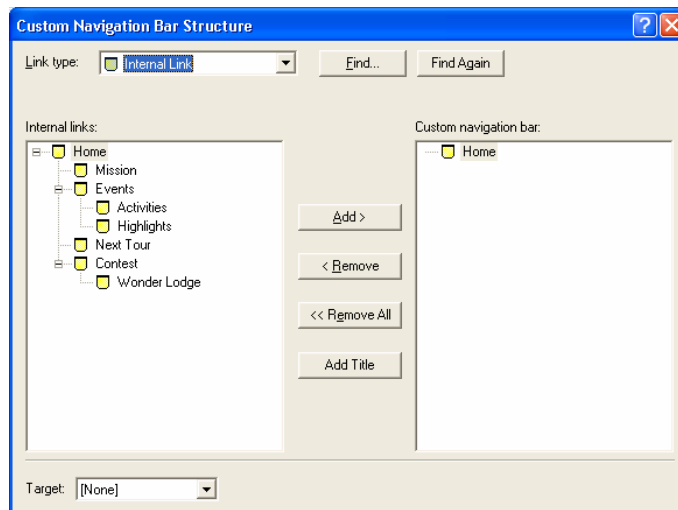 Custom Navigation Bar Structure
Link type: Internal Link Find... Find Again
Internal links: Custom navigation bar:
Home
Mission
Events
Activities
Highlights
Next Tour
Contest
Wonder Lodge
Add >
< Remove
<< Remove All
Add Title
Home
Target: [None]